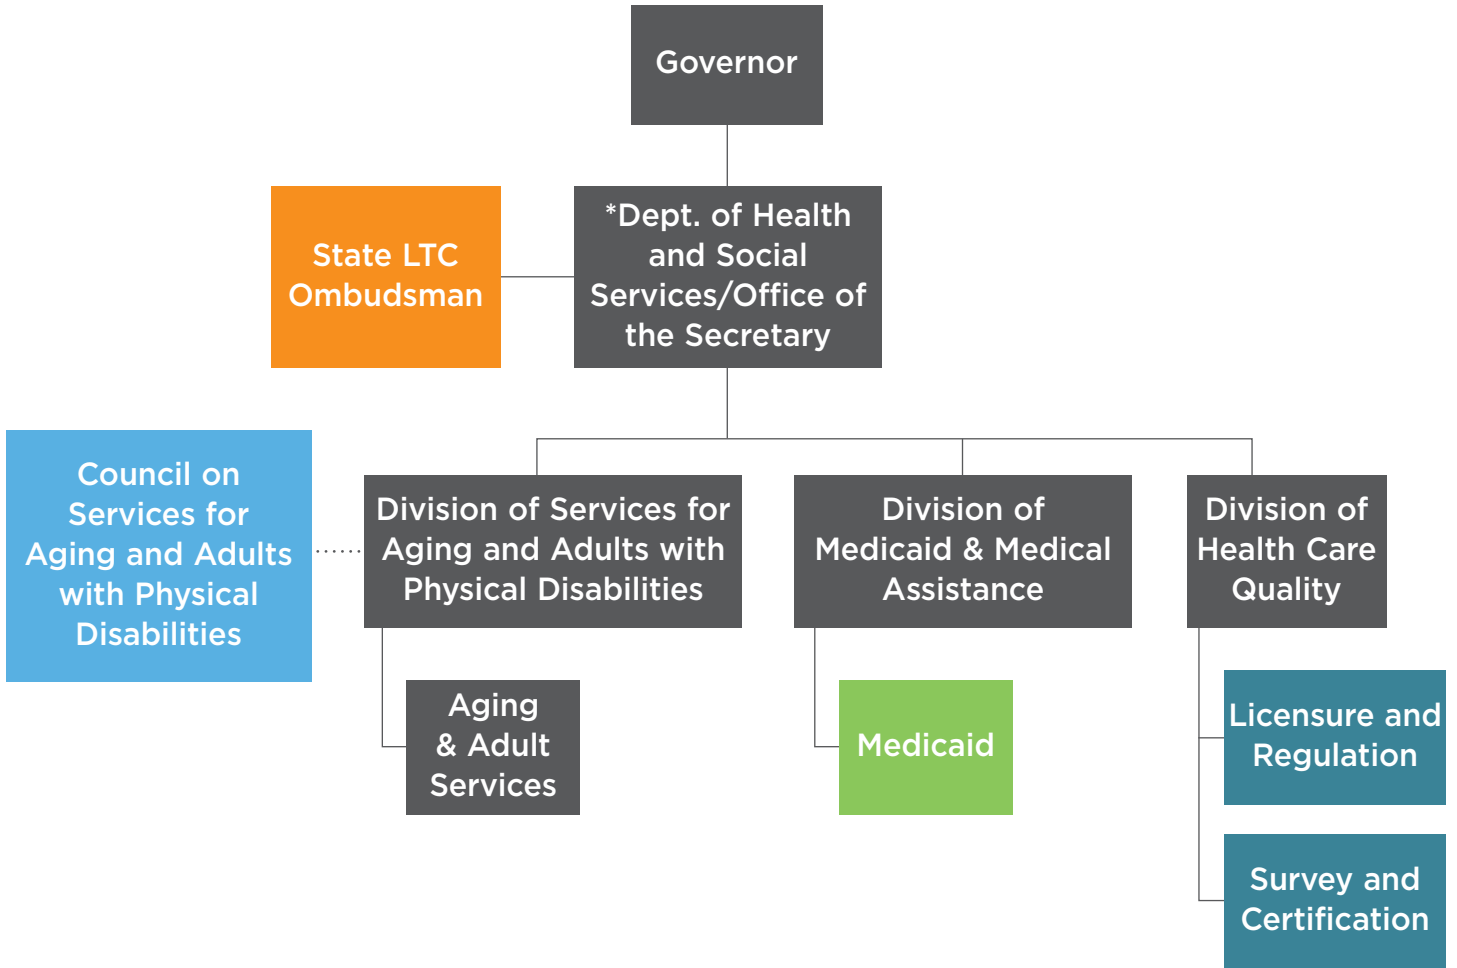 Governor
State LTC
Ombudsman
*Dept. of Health
and Social
Services/Office of
the Secretary
Council on
Services for
Aging and Adults
with Physical
Disabilities
Division of Services for
Aging and Adults with
Physical Disabilities
Division of
Medicaid & Medical
Assistance
Division of
Health Care
Quality
Aging
& Adult
Services
Medicaid
Licensure and
Regulation
Survey and
Certification